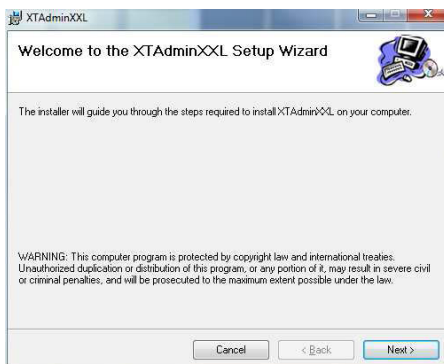 XTAdminXXL
Welcome to the XTAdminXXL Setup Wizard
The installer will guide you through the steps required to install XTAdminXXL on your computer.
WARNING: This computer program is protected by copyright law and international treaties.
Unauthorized duplication or distribution of this program, or any portion of it, may result in severe civil
or criminal penalties, and will be prosecuted to the maximum extent possible under the law.
Cancel
< Back
Next >